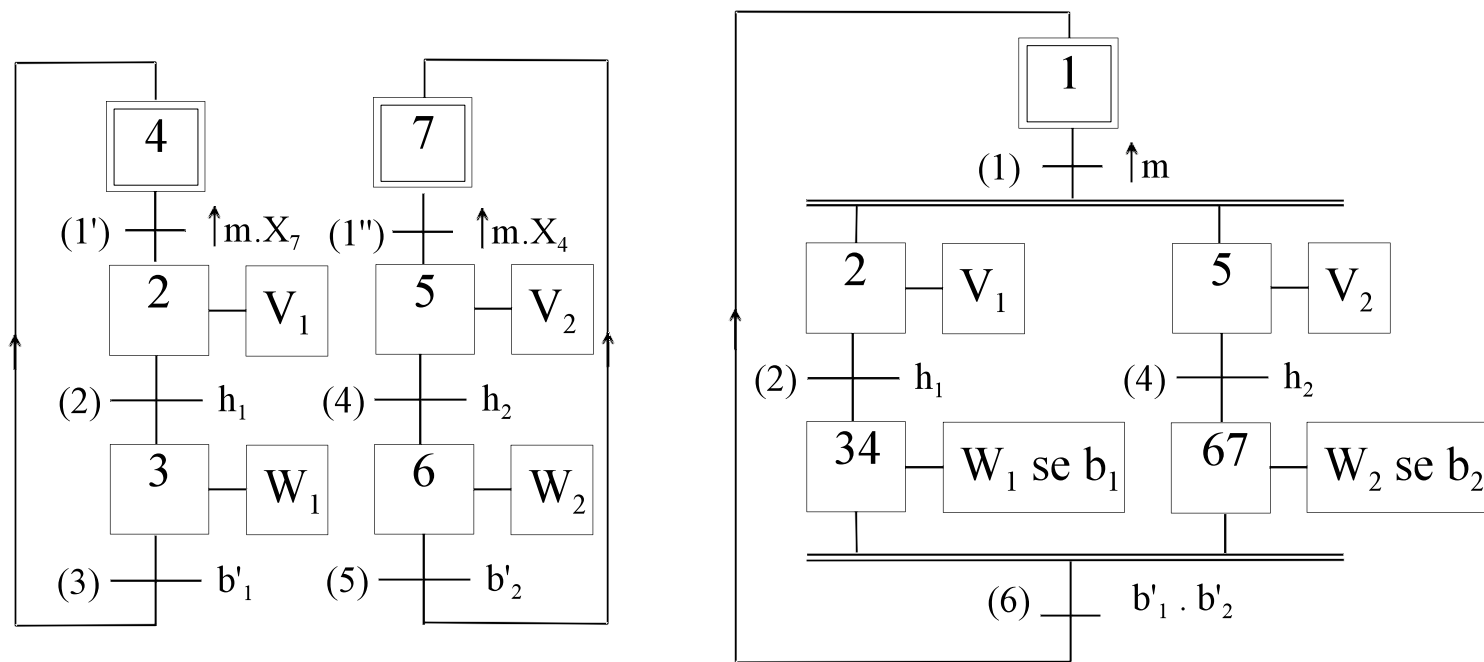 4
(1') ↑m.X₇
2 V₁
(2) h₁
3 W₁
(3) b'₁
7
(1'') ↑m.X₄
5 V₂
(4) h₂
6 W₂
(5) b'₂
1
(1) ↑m
2 V₁
(2) h₁
34 W₁ se b₁
5 V₂
(4) h₂
67 W₂ se b₂
(6) b'₁ . b'₂